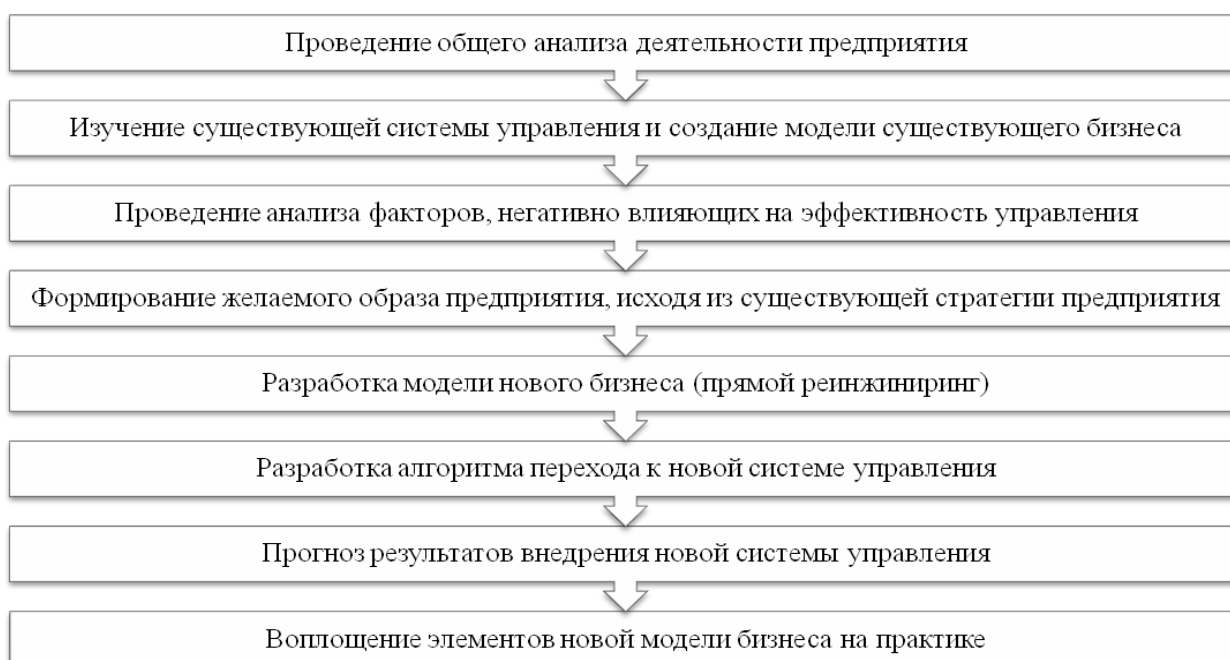 Проведение общего анализа деятельности предприятия
Изучение существующей системы управления и создание модели существующего бизнеса
Проведение анализа факторов, негативно влияющих на эффективность управления
Формирование желаемого образа предприятия, исходя из существующей стратегии предприятия
Разработка модели нового бизнеса (прямой реинжиниринг)
Разработка алгоритма перехода к новой системе управления
Прогноз результатов внедрения новой системы управления
Воплощение элементов новой модели бизнеса на практике